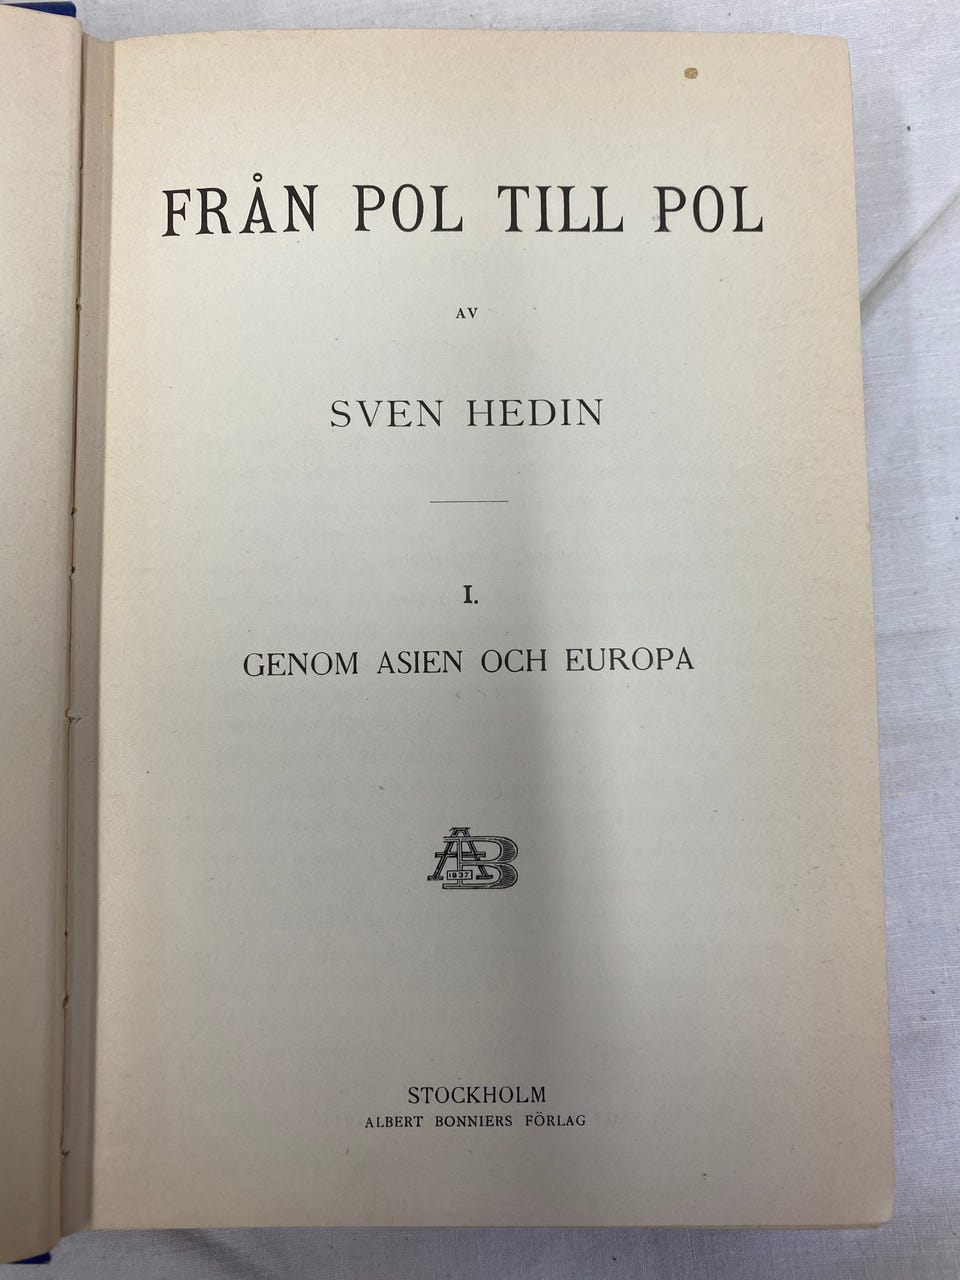 FRÅN POL TILL POL
AV
SVEN HEDIN
I.
GENOM ASIEN OCH EUROPA
AB
1837
STOCKHOLM
ALBERT BONNIERS FÖRLAG